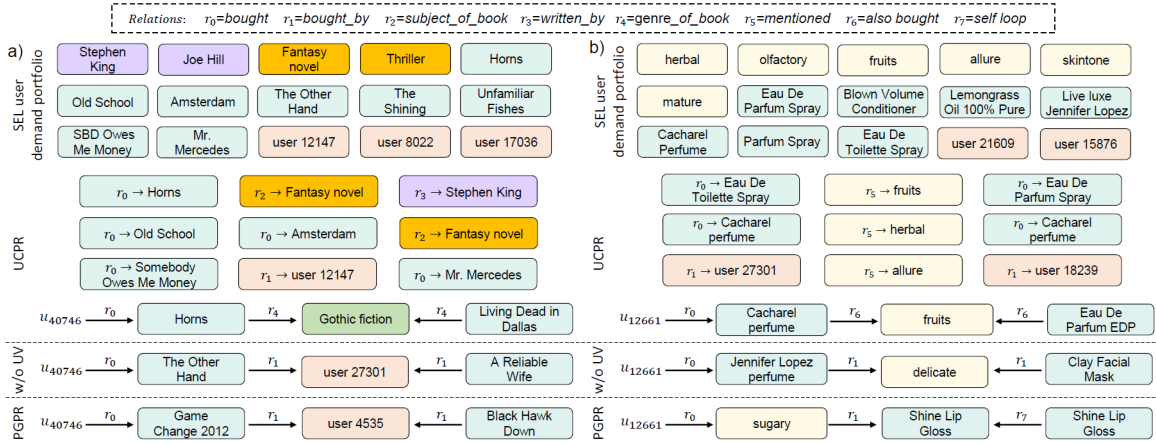 Relations: r0=bought r1=bought_by r2=subject_of_book r3=written_by r4=genre_of_book r5=mentioned r6=also bought r7=self loop
a)
SEL user
demand portfolio
Stephen
King
Joe Hill
Fantasy
novel
Thriller
Horns
Old School
Amsterdam
The Other
Hand
The
Shining
Unfamiliar
Fishes
SBD Owes
Me Money
Mr.
Mercedes
user 12147
user 8022
user 17036
UCPR
r0 → Horns
r2 → Fantasy novel
r3 → Stephen King
r0 → Old School
r0 → Amsterdam
r2 → Fantasy novel
r0 → Somebody
Owes Me Money
r1 → user 12147
r0 → Mr. Mercedes
u40746
r0
Horns
r4
Gothic fiction
r4
Living Dead in
Dallas
w/o UV
u40746
r0
The Other
Hand
r1
user 27301
r1
A Reliable
Wife
PGPR
u40746
r0
Game
Change 2012
r1
user 4535
r1
Black Hawk
Down
b)
SEL user
demand portfolio
herbal
olfactory
fruits
allure
skintone
mature
Eau De
Parfum Spray
Blown Volume
Conditioner
Lemongrass
Oil 100% Pure
Live luxe
Jennifer Lopez
Cacharel
Perfume
Parfum Spray
Eau De
Toilette Spray
user 21609
user 15876
UCPR
r0 → Eau De
Toilette Spray
r5 → fruits
r0 → Eau De
Parfum Spray
r0 → Cacharel
perfume
r5 → herbal
r0 → Cacharel
perfume
r1 → user 27301
r5 → allure
r1 → user 18239
u12661
r0
Cacharel
perfume
r6
fruits
r6
Eau De
Parfum EDP
w/o UV
u12661
r0
Jennifer Lopez
perfume
r1
delicate
r1
Clay Facial
Mask
PGPR
u12661
r0
sugary
r1
Shine Lip
Gloss
r7
Shine Lip
Gloss